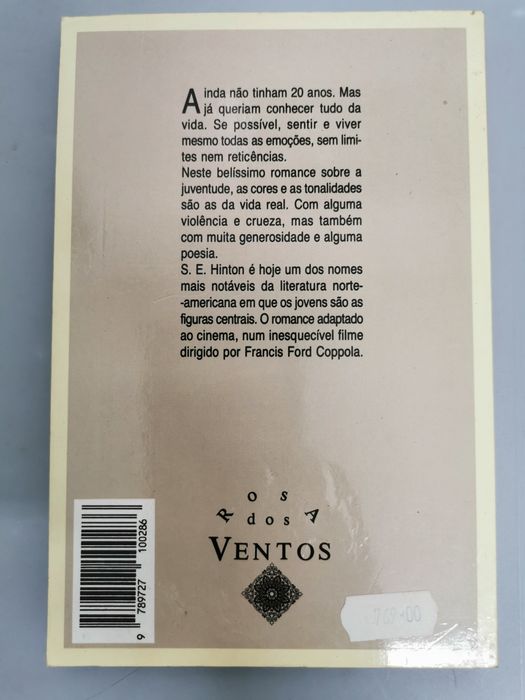 Ainda não tinham 20 anos. Mas
já queriam conhecer tudo da
vida. Se possível, sentir e viver
mesmo todas as emoções, sem limi-
tes nem reticências.
Neste belíssimo romance sobre a
juventude, as cores e as tonalidades
são as da vida real. Com alguma
violência e crueza, mas também
com muita generosidade e alguma
poesia.
S. E. Hinton é hoje um dos nomes
mais notáveis da literatura norte-
-americana em que os jovens são as
figuras centrais. O romance adaptado
ao cinema, num inesquecível filme
dirigido por Francis Ford Coppola.
ROSA
dos
VENTOS
9 789727 100286
769.00